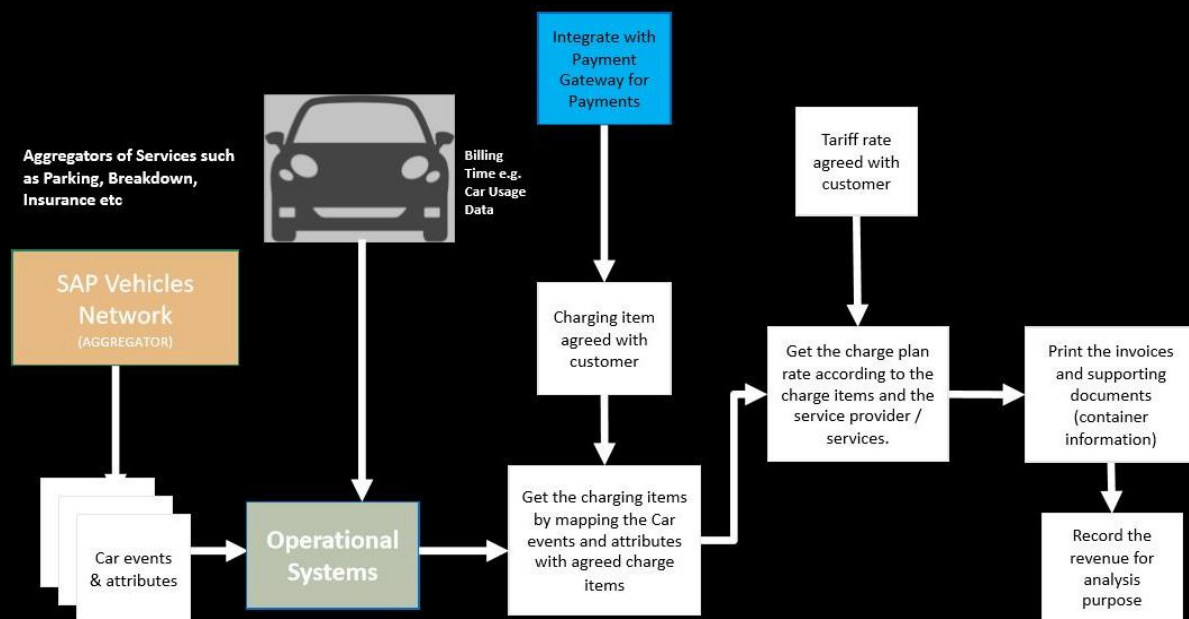 Integrate with
Payment
Gateway for
Payments
Aggregators of Services such
as Parking, Breakdown,
Insurance etc
Billing
Time e.g.
Car Usage
Data
Tariff rate
agreed with
customer
SAP Vehicles
Network
(AGGREGATOR)
Charging item
agreed with
customer
Get the charge plan
rate according to the
charge items and the
service provider /
services.
Print the invoices
and supporting
documents
(container
information)
Car events
& attributes
Operational
Systems
Get the charging items
by mapping the Car
events and attributes
with agreed charge
items
Record the
revenue for
analysis
purpose